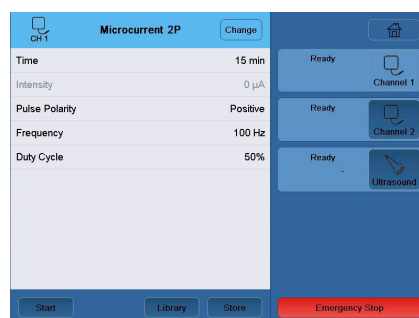 CH 1
Microcurrent 2P
Change
Time 15 min
Intensity 0 µA
Pulse Polarity Positive
Frequency 100 Hz
Duty Cycle 50%
Start
Library
Store
Ready
Channel 1
Ready
Channel 2
Ready
-
Ultrasound
Emergency Stop